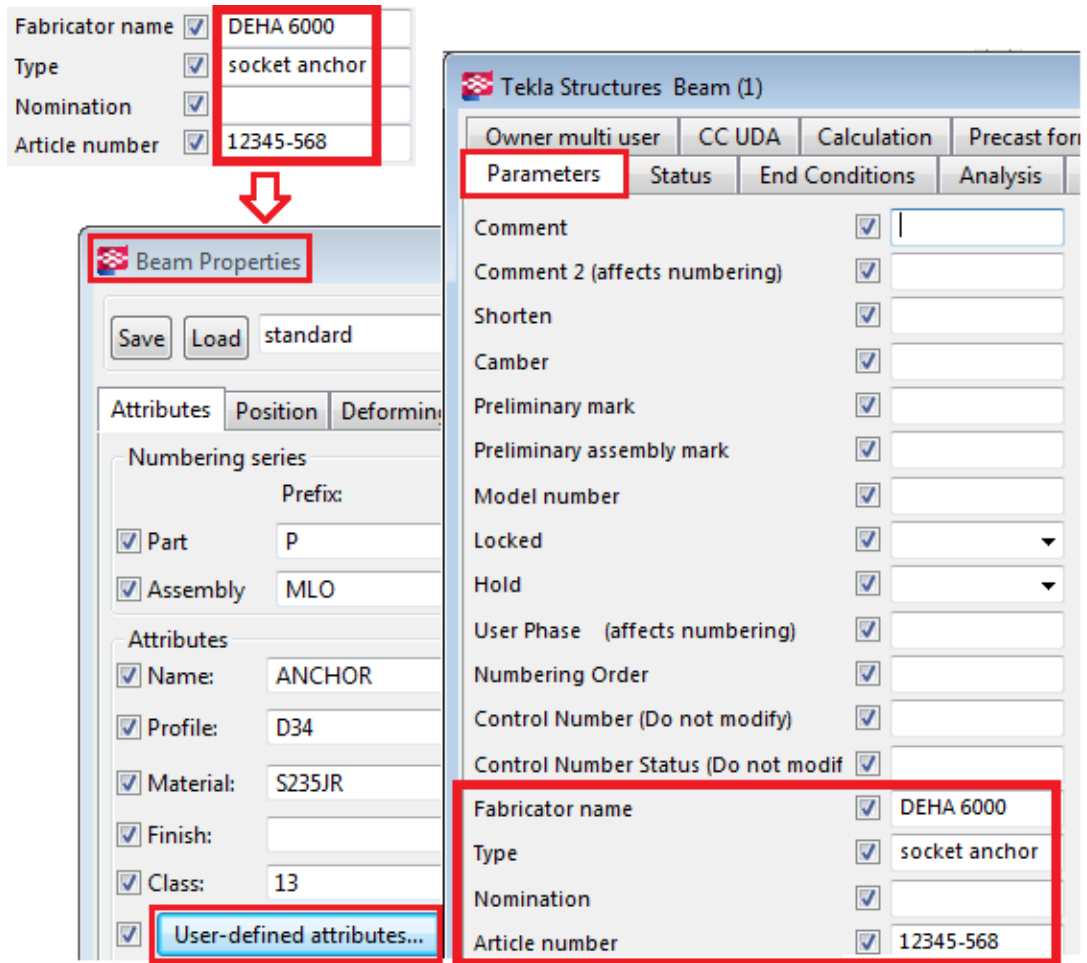 Fabricator name DEHA 6000
Type socket anchor
Nomination
Article number 12345-568
Beam Properties
Save Load standard
Attributes Position Deforming
Numbering series
Prefix:
Part P
Assembly MLO
Attributes
Name: ANCHOR
Profile: D34
Material: S235JR
Finish:
Class: 13
User-defined attributes...
Tekla Structures Beam (1)
Owner multi user CC UDA Calculation Precast for
Parameters Status End Conditions Analysis
Comment
Comment 2 (affects numbering)
Shorten
Camber
Preliminary mark
Preliminary assembly mark
Model number
Locked
Hold
User Phase (affects numbering)
Numbering Order
Control Number (Do not modify)
Control Number Status (Do not modif
Fabricator name DEHA 6000
Type socket anchor
Nomination
Article number 12345-568